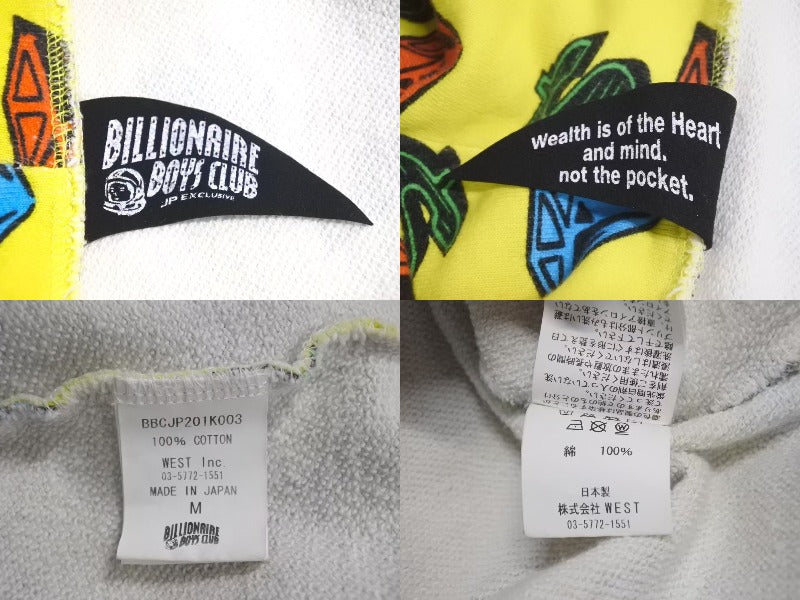 BILLIONAIRE
BOYS CLUB
JP EXCLUSIVE
Wealth is of the Heart
and mind.
not the pocket.
BBCJP201K003
100% COTTON
WEST Inc.
03-5772-1551
MADE IN JAPAN
M
BILLIONAIRE
BOYS CLUB
綿 100%
日本製
株式会社 WEST
03-5772-1551